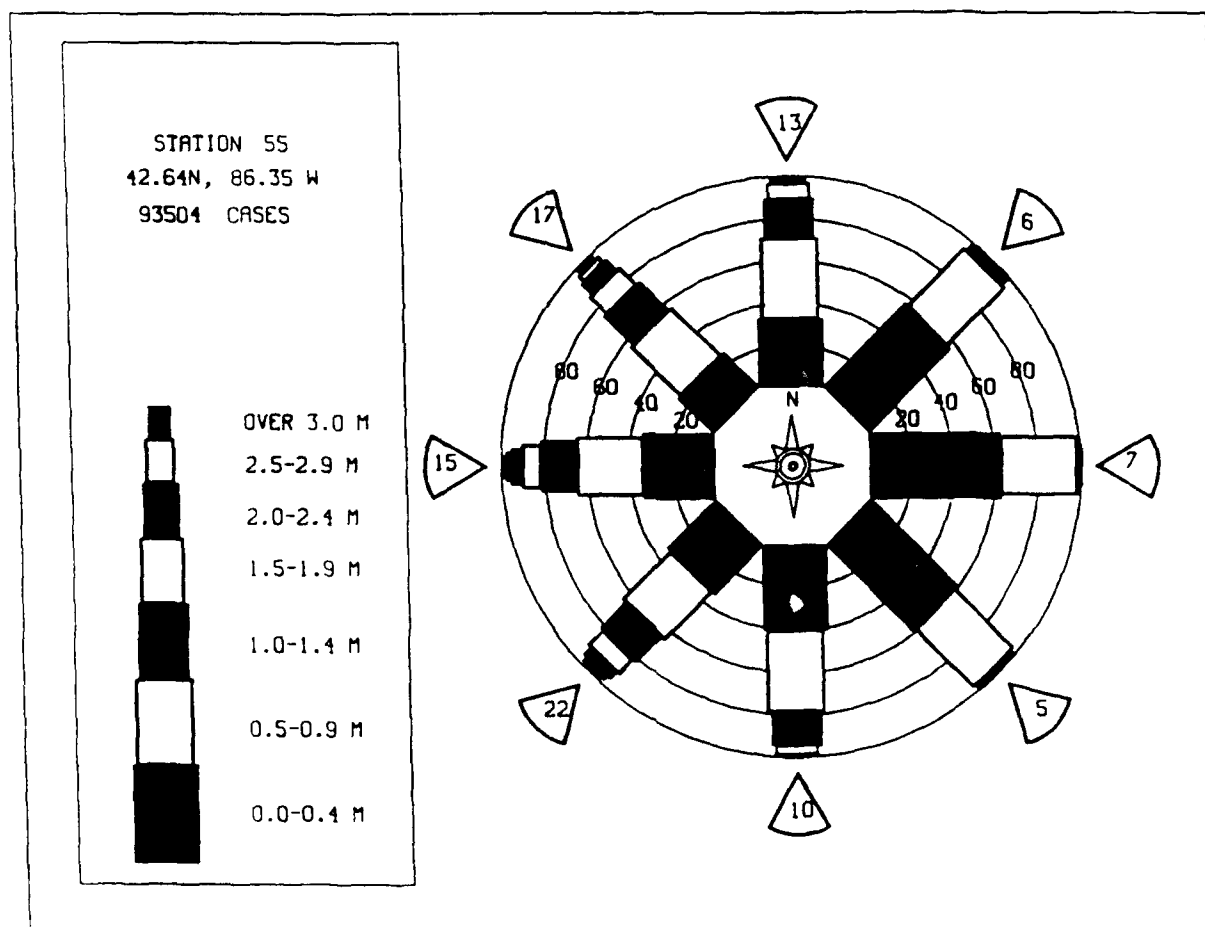 STATION 55
42.64N, 86.35 W
93504 CASES
OVER 3.0 M
2.5-2.9 M
2.0-2.4 M
1.5-1.9 M
1.0-1.4 M
0.5-0.9 M
0.0-0.4 M
13
17
6
80
60
40
20
N
20
40
60
80
15
7
22
5
10